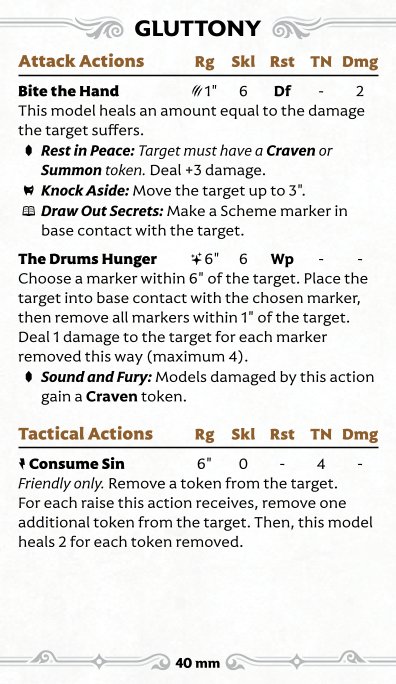 GLUTTONY
Attack Actions Rg Skl Rst TN Dmg
Bite the Hand 1" 6 Df - 2
This model heals an amount equal to the damage
the target suffers.
Rest in Peace: Target must have a Craven or
Summon token. Deal +3 damage.
Knock Aside: Move the target up to 3".
Draw Out Secrets: Make a Scheme marker in
base contact with the target.
The Drums Hunger 6" 6 Wp - -
Choose a marker within 6" of the target. Place the
target into base contact with the chosen marker,
then remove all markers within 1" of the target.
Deal 1 damage to the target for each marker
removed this way (maximum 4).
Sound and Fury: Models damaged by this action
gain a Craven token.
Tactical Actions Rg Skl Rst TN Dmg
Consume Sin 6" 0 - 4 -
Friendly only. Remove a token from the target.
For each raise this action receives, remove one
additional token from the target. Then, this model
heals 2 for each token removed.
40 mm